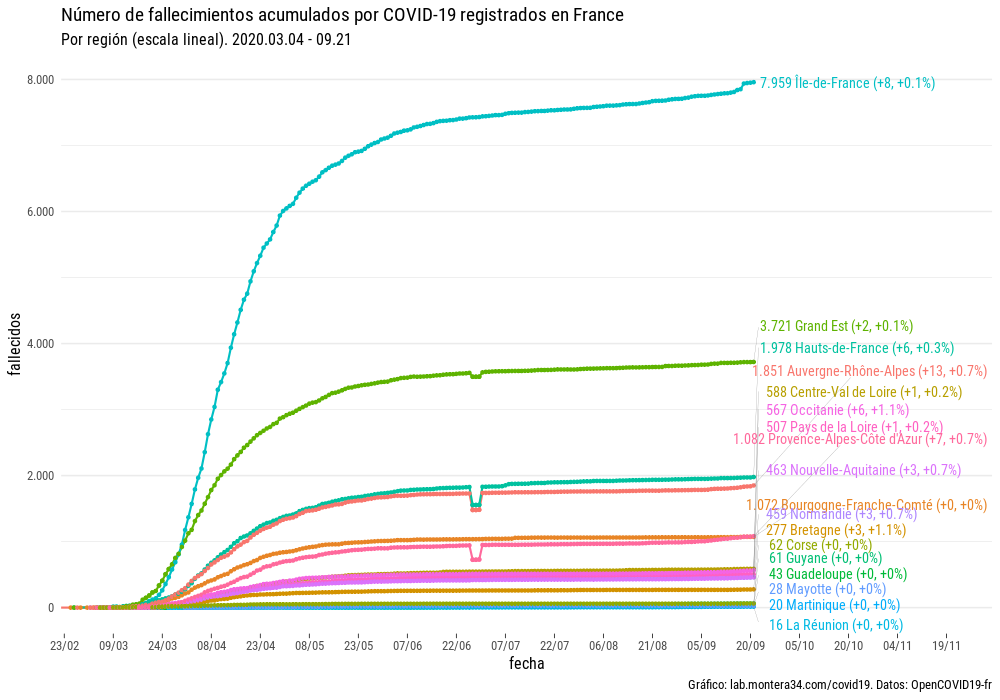 Número de fallecimientos acumulados por COVID-19 registrados en France
Por región (escala lineal). 2020.03.04 - 09.21
8.000
6.000
4.000
2.000
0
fallecidos
7.959 Île-de-France (+8, +0.1%)
3.721 Grand Est (+2, +0.1%)
1.978 Hauts-de-France (+6, +0.3%)
1.851 Auvergne-Rhône-Alpes (+13, +0.7%)
588 Centre-Val de Loire (+1, +0.2%)
567 Occitanie (+6, +1.1%)
507 Pays de la Loire (+1, +0.2%)
1.082 Provence-Alpes-Côte d'Azur (+7, +0.7%)
463 Nouvelle-Aquitaine (+3, +0.7%)
1.072 Bourgogne-Franche-Comté (+0, +0%)
459 Normandie (+3, +0.7%)
277 Bretagne (+3, +1.1%)
62 Corse (+0, +0%)
61 Guyane (+0, +0%)
43 Guadeloupe (+0, +0%)
28 Mayotte (+0, +0%)
20 Martinique (+0, +0%)
16 La Réunion (+0, +0%)
23/02 09/03 24/03 08/04 23/04 08/05 23/05 07/06 22/06 07/07 22/07 06/08 21/08 05/09 20/09 05/10 20/10 04/11 19/11
fecha
Gráfico: lab.montera34.com/covid19. Datos: OpenCOVID19-fr